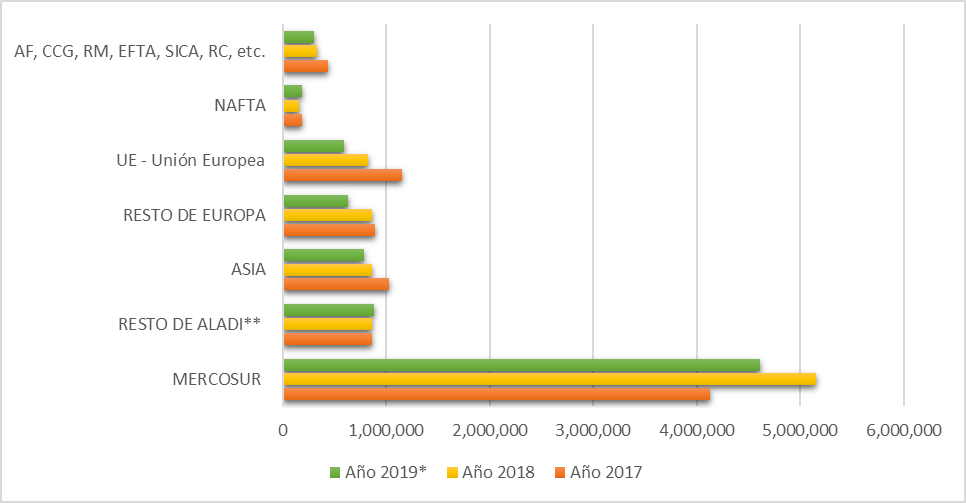 AF, CCG, RM, EFTA, SICA, RC, etc.
NAFTA
UE - Unión Europea
RESTO DE EUROPA
ASIA
RESTO DE ALADI**
MERCOSUR
0 1,000,000 2,000,000 3,000,000 4,000,000 5,000,000 6,000,000
Año 2019* Año 2018 Año 2017